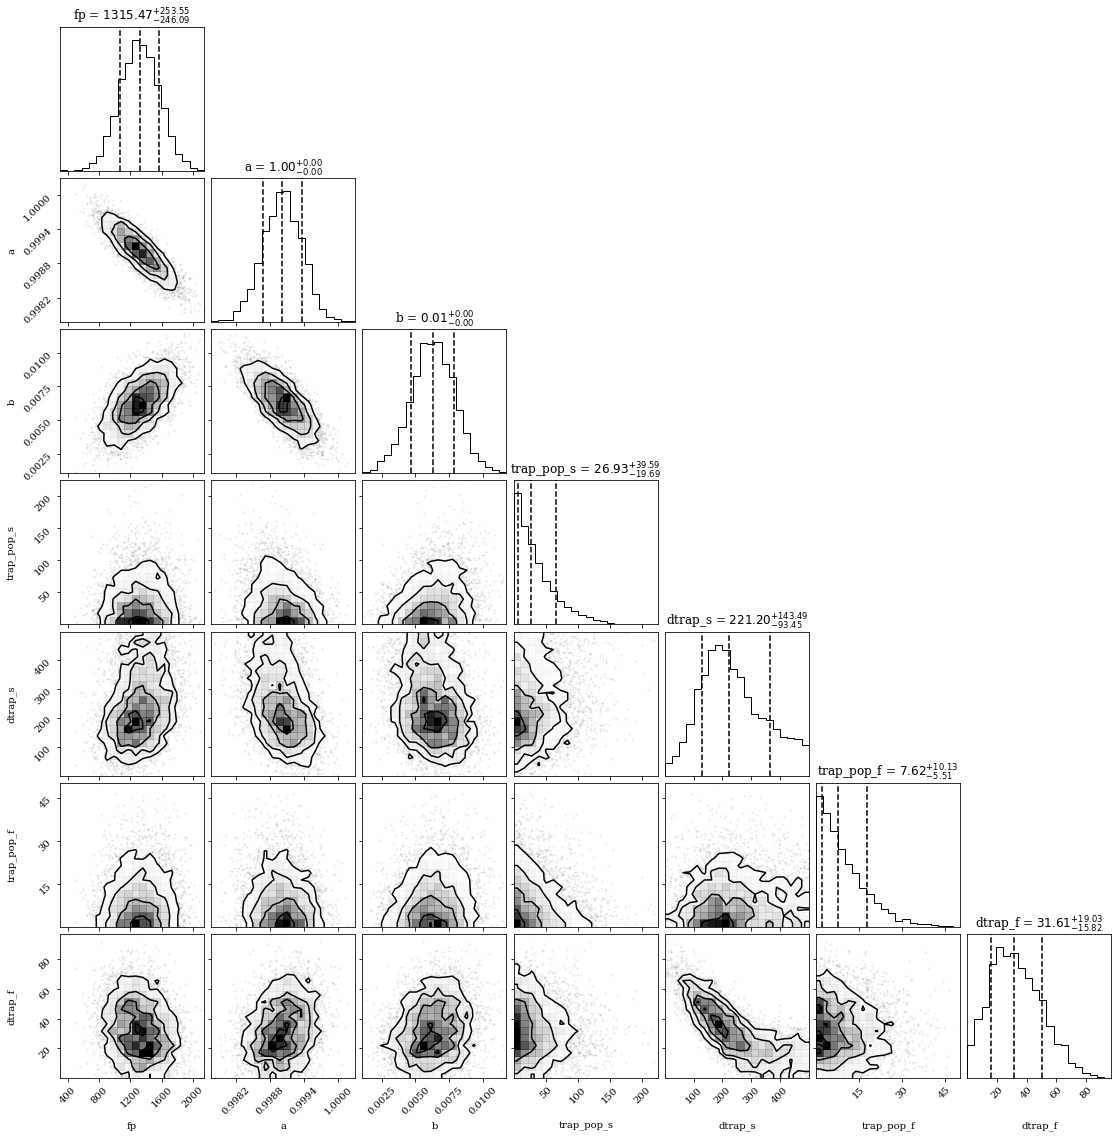 fp = 1315.47+253.55−246.09
a = 1.00+0.00−0.00
1.0000
0.9994
0.9988
0.9982
a
b = 0.01+0.00−0.00
0.0100
0.0075
0.0050
0.0025
b
trap_pop_s = 26.93+39.59−19.69
200
150
100
50
trap_pop_s
dtrap_s = 221.20+143.49−93.45
400
300
200
100
dtrap_s
trap_pop_f = 7.62+10.13−5.51
45
30
15
trap_pop_f
dtrap_f = 31.61+19.03−15.82
80
60
40
20
dtrap_f
400 800 1200 1600 2000 0.9982 0.9988 0.9994 1.0000 0.0025 0.0050 0.0075 0.0100 50 100 150 200 100 200 300 400 15 30 45 20 40 60 80
fp a b trap_pop_s dtrap_s trap_pop_f dtrap_f